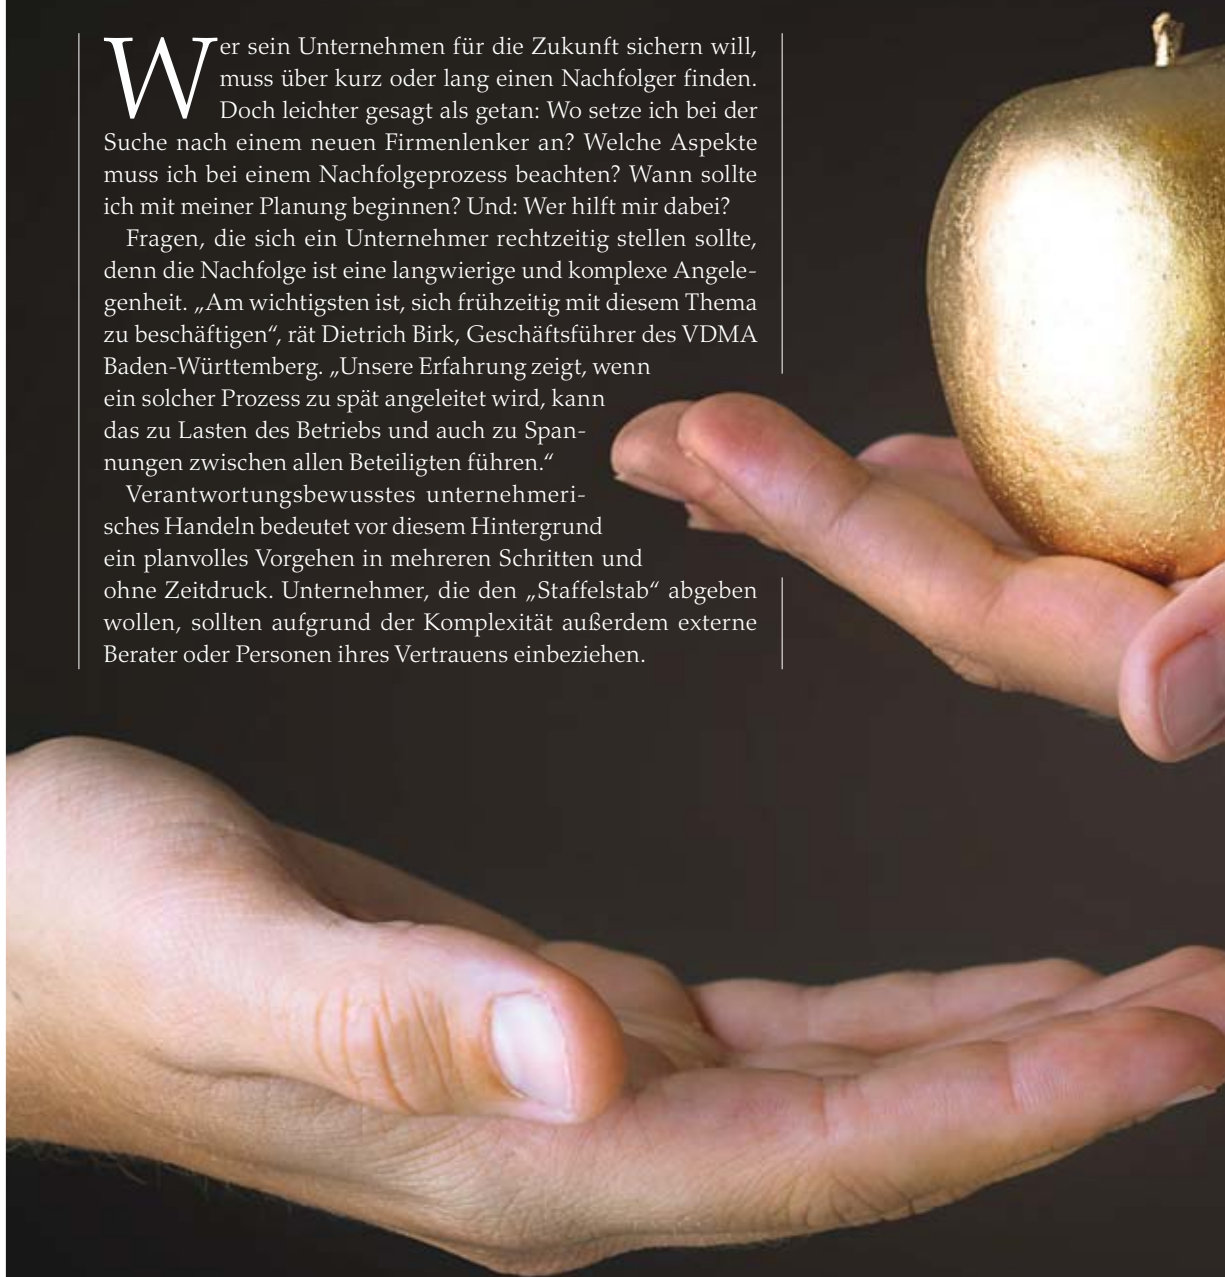 Wer sein Unternehmen für die Zukunft sichern will,
muss über kurz oder lang einen Nachfolger finden.
Doch leichter gesagt als getan: Wo setze ich bei der
Suche nach einem neuen Firmenlenker an? Welche Aspekte
muss ich bei einem Nachfolgeprozess beachten? Wann sollte
ich mit meiner Planung beginnen? Und: Wer hilft mir dabei?
Fragen, die sich ein Unternehmer rechtzeitig stellen sollte,
denn die Nachfolge ist eine langwierige und komplexe Angele-
genheit. „Am wichtigsten ist, sich frühzeitig mit diesem Thema
zu beschäftigen“, rät Dietrich Birk, Geschäftsführer des VDMA
Baden-Württemberg. „Unsere Erfahrung zeigt, wenn
ein solcher Prozess zu spät angeleitet wird, kann
das zu Lasten des Betriebs und auch zu Span-
nungen zwischen allen Beteiligten führen.“
Verantwortungsbewusstes unternehmeri-
sches Handeln bedeutet vor diesem Hintergrund
ein planvolles Vorgehen in mehreren Schritten und
ohne Zeitdruck. Unternehmer, die den „Staffelstab“ abgeben
wollen, sollten aufgrund der Komplexität außerdem externe
Berater oder Personen ihres Vertrauens einbeziehen.